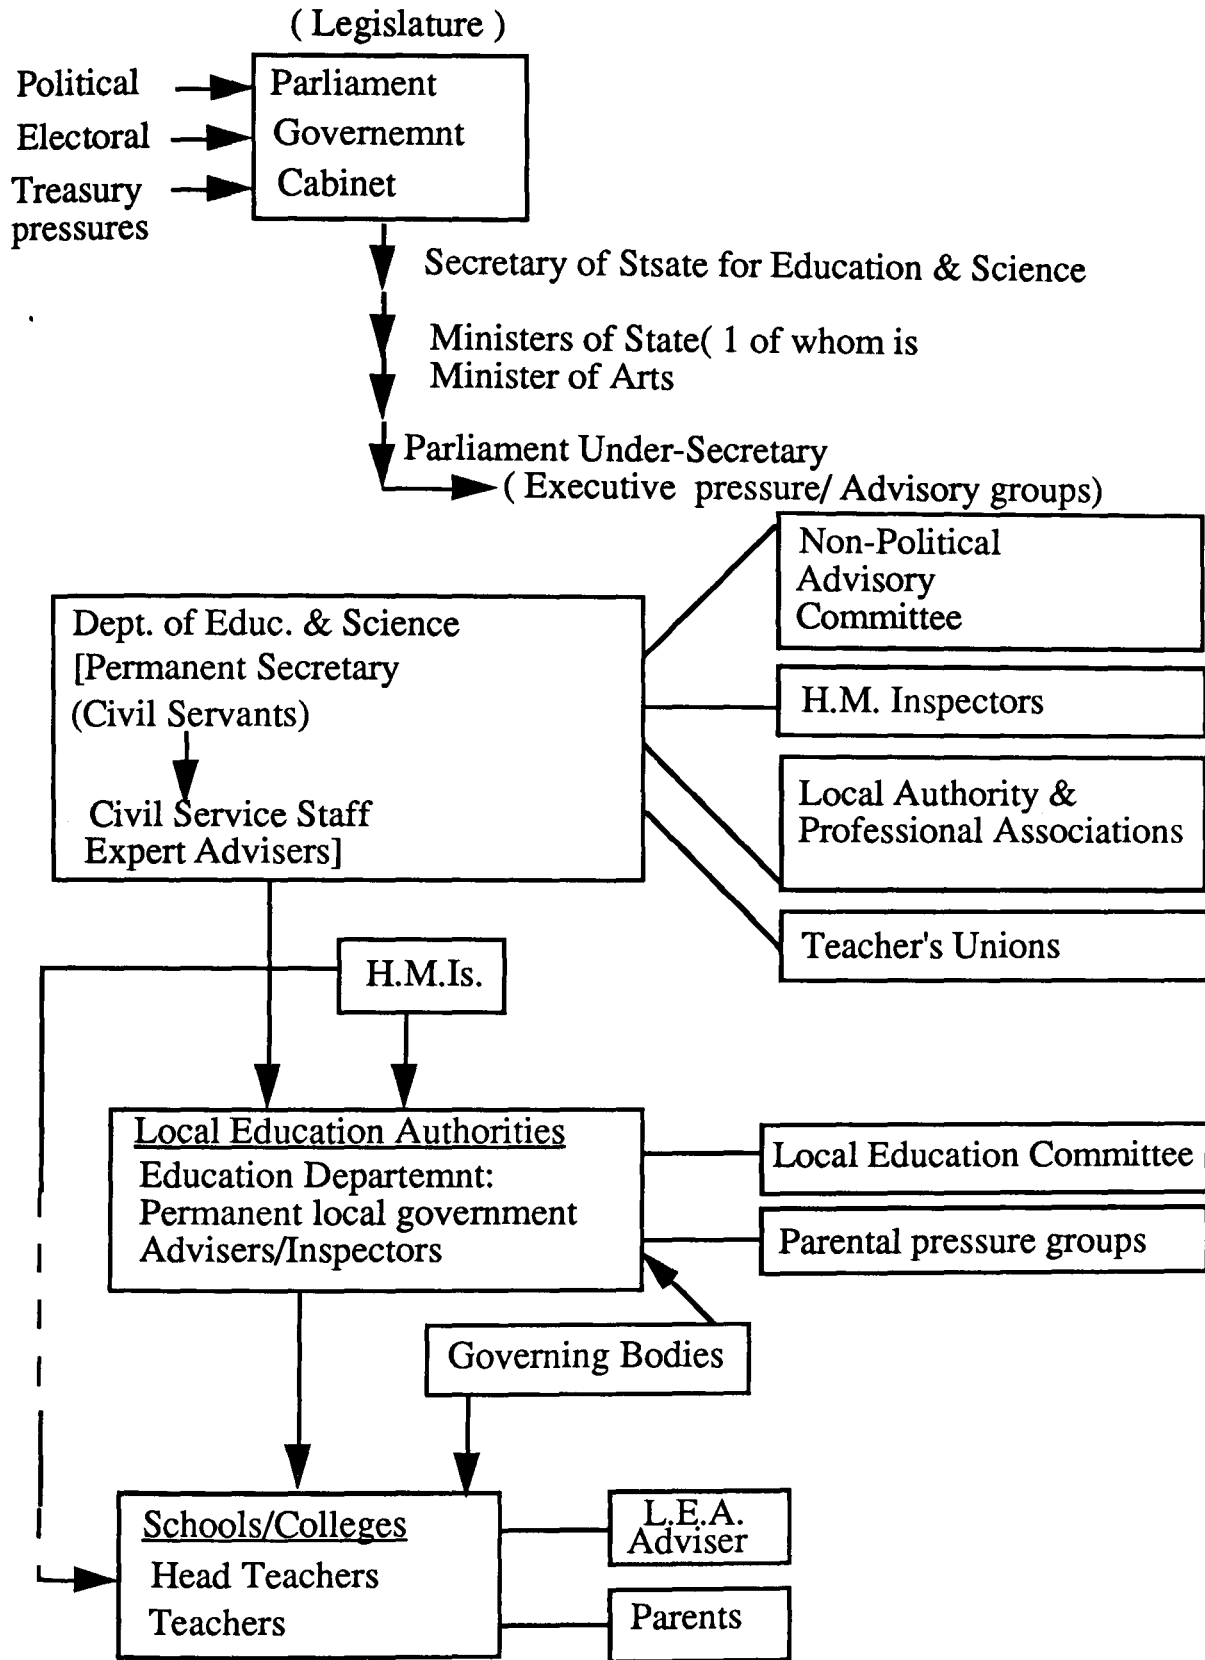 ( Legislature )
Political
Electoral
Treasury
pressures
Parliament
Governemnt
Cabinet
Secretary of Stsate for Education & Science
Ministers of State( 1 of whom is
Minister of Arts
Parliament Under-Secretary
( Executive pressure/ Advisory groups)
Dept. of Educ. & Science
[Permanent Secretary
(Civil Servants)
Civil Service Staff
Expert Advisers]
Non-Political
Advisory
Committee
H.M. Inspectors
Local Authority &
Professional Associations
Teacher's Unions
H.M.Is.
Local Education Authorities
Education Departemnt:
Permanent local government
Advisers/Inspectors
Local Education Committee
Parental pressure groups
Governing Bodies
Schools/Colleges
Head Teachers
Teachers
L.E.A.
Adviser
Parents